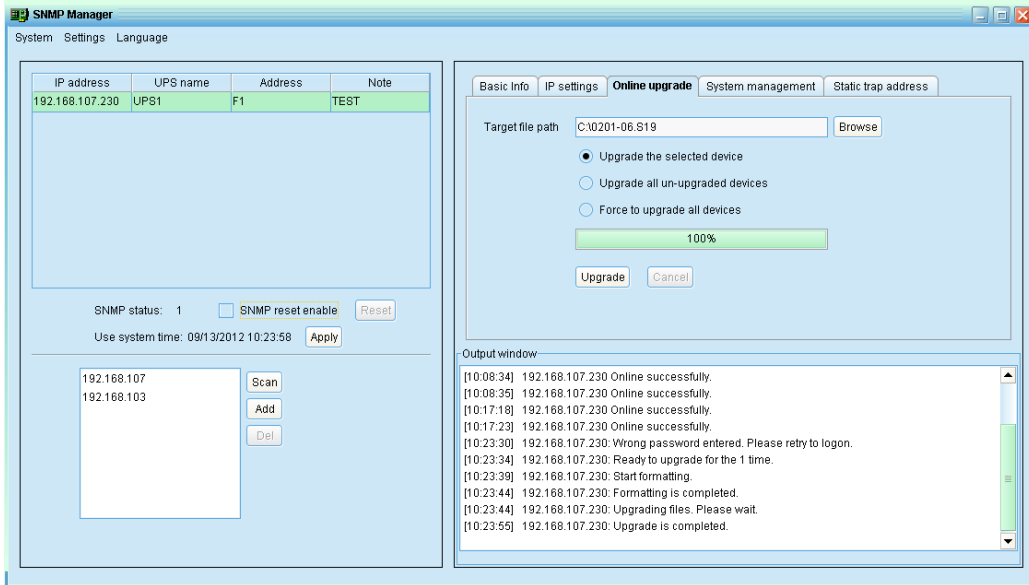 SNMP Manager
System Settings Language
IP address UPS name Address Note
192.168.107.230 UPS1 F1 TEST
SNMP status: 1 SNMP reset enable Reset
Use system time: 09/13/2012 10:23:58 Apply
192.168.107
192.168.103
Scan
Add
Del
Basic Info IP settings Online upgrade System management Static trap address
Target file path C:\0201-06.S19 Browse
Upgrade the selected device
Upgrade all un-upgraded devices
Force to upgrade all devices
100%
Upgrade Cancel
Output window
[10:08:34] 192.168.107.230 Online successfully.
[10:08:35] 192.168.107.230 Online successfully.
[10:17:18] 192.168.107.230 Online successfully.
[10:17:23] 192.168.107.230 Online successfully.
[10:23:30] 192.168.107.230: Wrong password entered. Please retry to logon.
[10:23:34] 192.168.107.230: Ready to upgrade for the 1 time.
[10:23:39] 192.168.107.230: Start formatting.
[10:23:44] 192.168.107.230: Formatting is completed.
[10:23:44] 192.168.107.230: Upgrading files. Please wait.
[10:23:55] 192.168.107.230: Upgrade is completed.